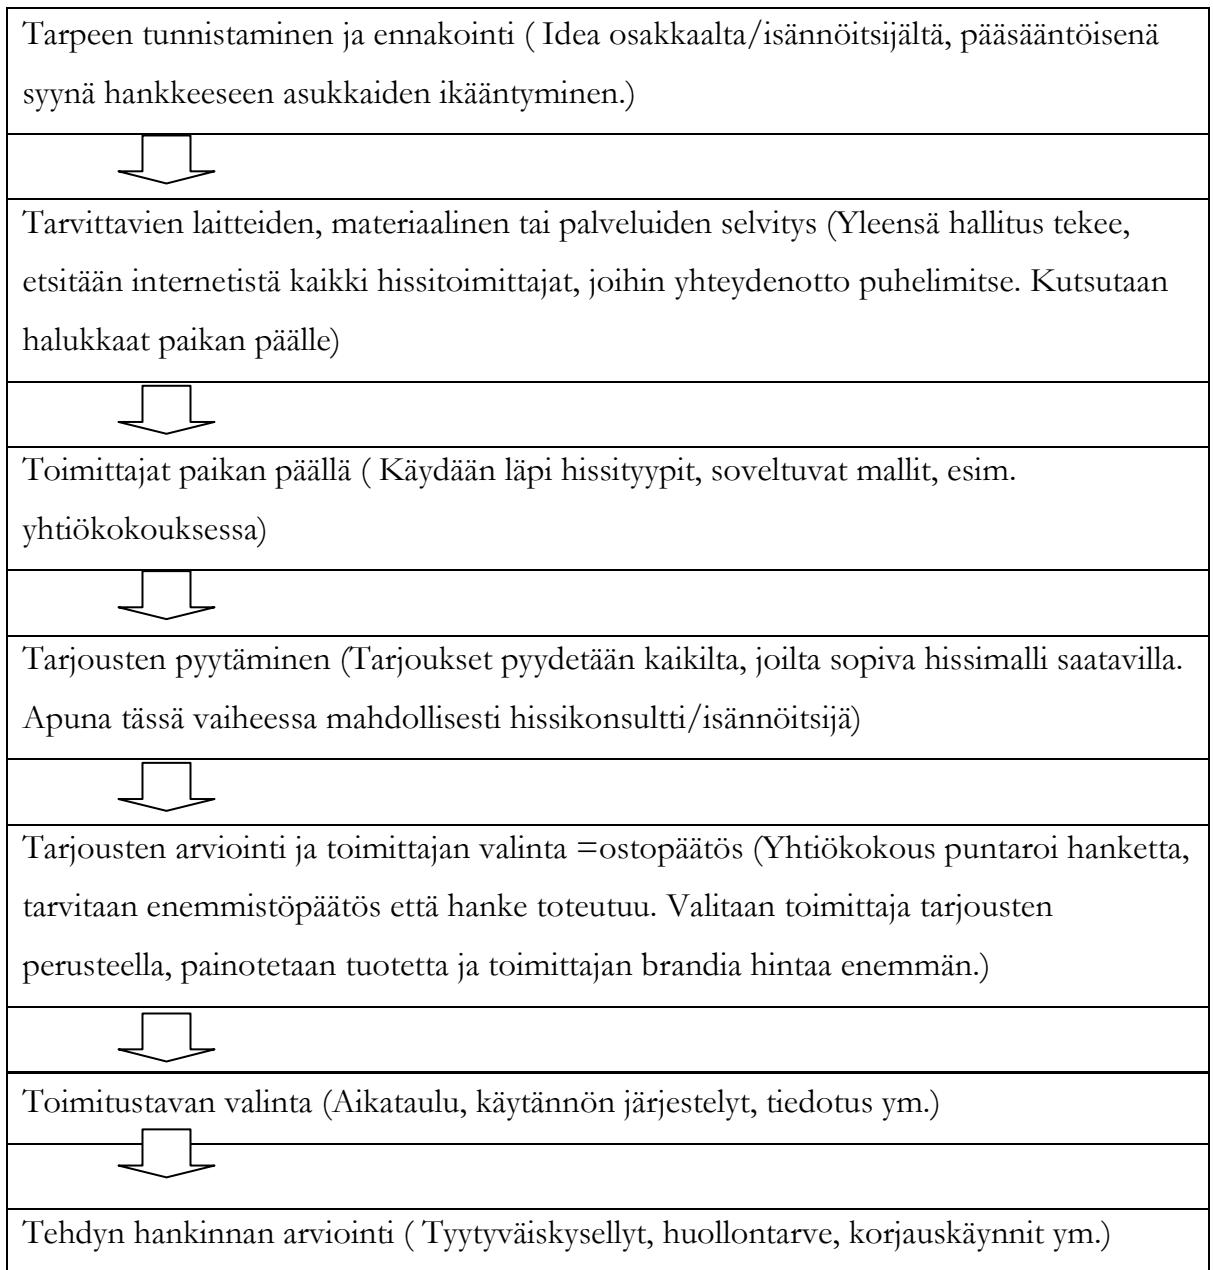 Tarpeen tunnistaminen ja ennakointi ( Idea osakkaalta/isännöitsijältä, pääsääntöisenä
syynä hankkeeseen asukkaiden ikääntyminen.)
Tarvittavien laitteiden, materiaalinen tai palveluiden selvitys (Yleensä hallitus tekee,
etsitään internetistä kaikki hissitoimittajat, joihin yhteydenotto puhelimitse. Kutsutaan
halukkaat paikan päälle)
Toimittajat paikan päällä ( Käydään läpi hissityypit, soveltuvat mallit, esim.
yhtiökokouksessa)
Tarjousten pyytäminen (Tarjoukset pyydetään kaikilta, joilta sopiva hissimalli saatavilla.
Apuna tässä vaiheessa mahdollisesti hissikonsultti/isännöitsijä)
Tarjousten arviointi ja toimittajan valinta =ostopäätös (Yhtiökokous puntaroi hanketta,
tarvitaan enemmistöpäätös että hanke toteutuu. Valitaan toimittaja tarjousten
perusteella, painotetaan tuotetta ja toimittajan brandia hintaa enemmän.)
Toimitustavan valinta (Aikataulu, käytännön järjestelyt, tiedotus ym.)
Tehdyn hankinnan arviointi ( Tyytyväiskysellyt, huollontarve, korjauskäynnit ym.)